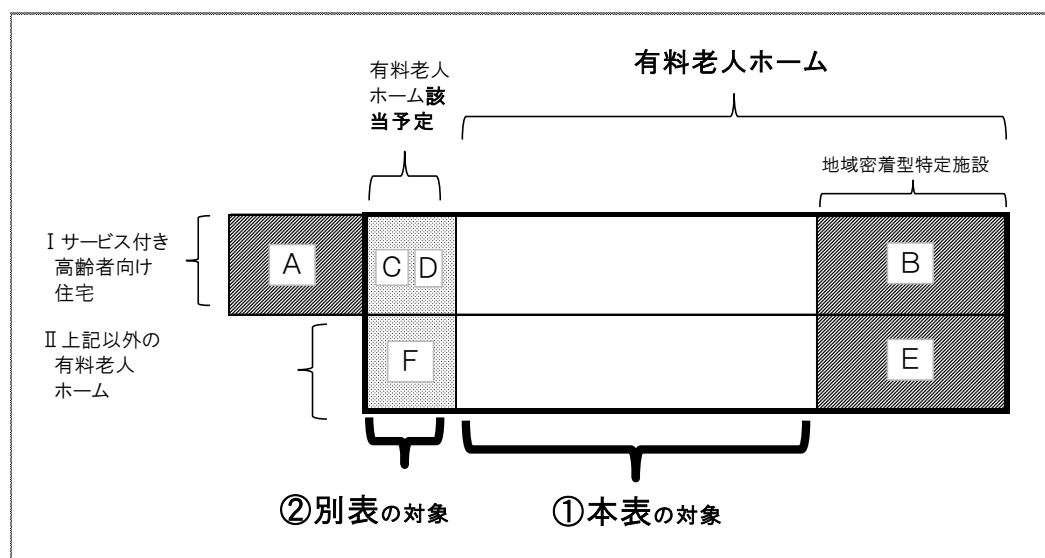 有料老人
ホーム該
当予定
有料老人ホーム
地域密着型特定施設
Ⅰサービス付き
高齢者向け
住宅
A
C D
B
Ⅱ上記以外の
有料老人
ホーム
F
E
②別表の対象
①本表の対象